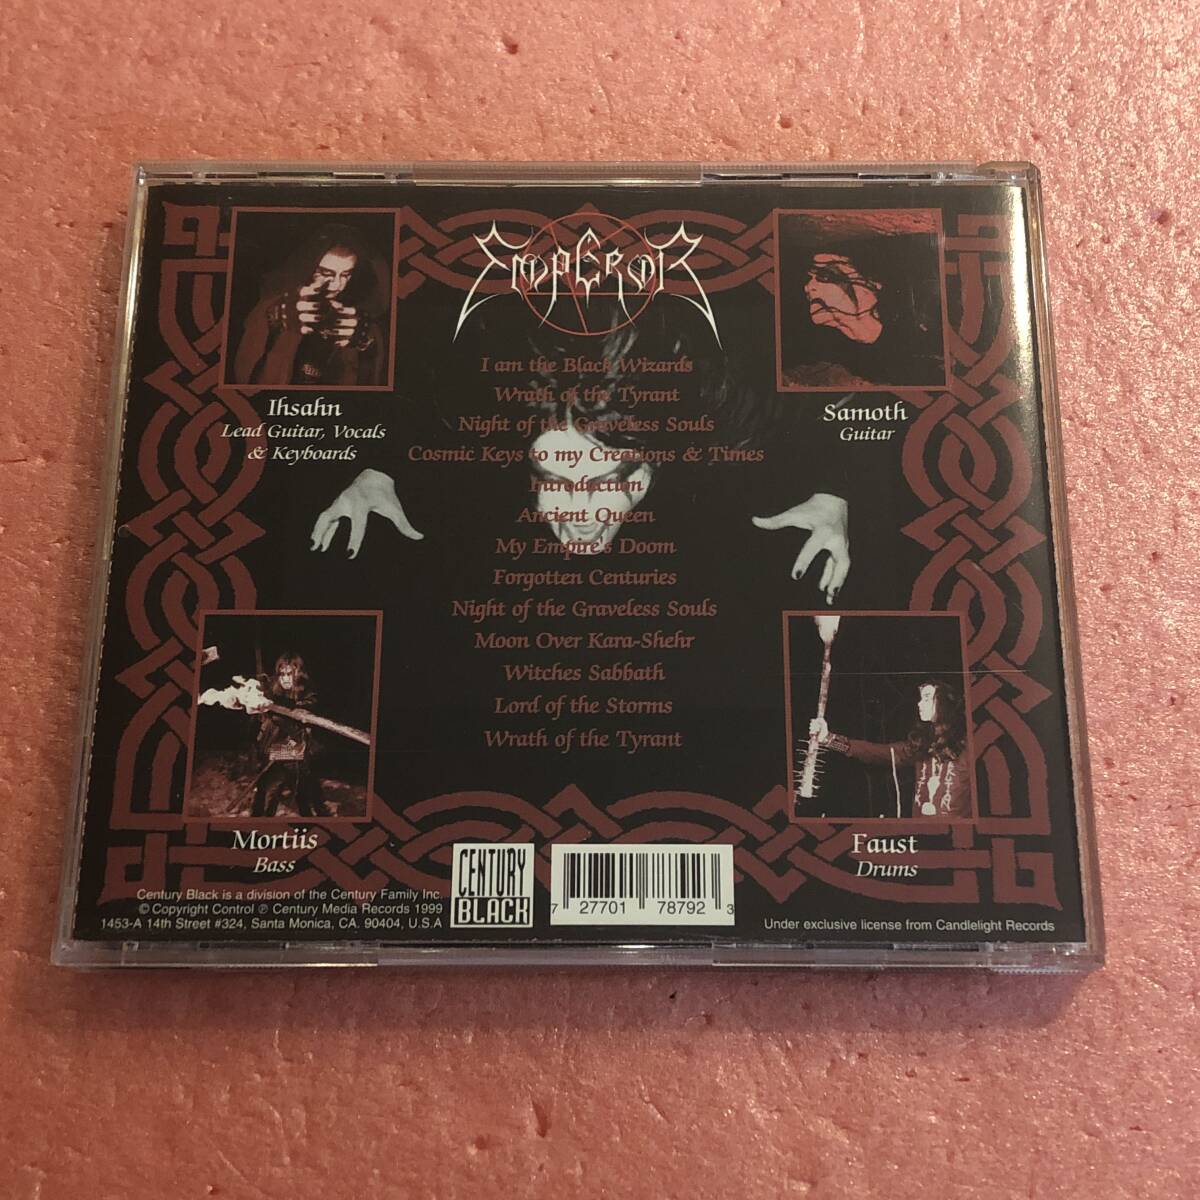 EMPEROR
I am the Black Wizards
Wrath of the Tyrant
Night of the Graveless Souls
Cosmic Keys to my Creations & Times
Introduction
Ancient Queen
My Empire's Doom
Forgotten Centuries
Night of the Graveless Souls
Moon Over Kara-Shehr
Witches Sabbath
Lord of the Storms
Wrath of the Tyrant
Ihsahn
Lead Guitar, Vocals
& Keyboards
Samoth
Guitar
Mortiis
Bass
Faust
Drums
Century Black is a division of the Century Family Inc.
© Copyright Control ℗ Century Media Records 1999
1453-A 14th Street #324, Santa Monica, CA. 90404, U.S.A
CENTURY
BLACK
7 27701 78792 3
Under exclusive license from Candlelight Records